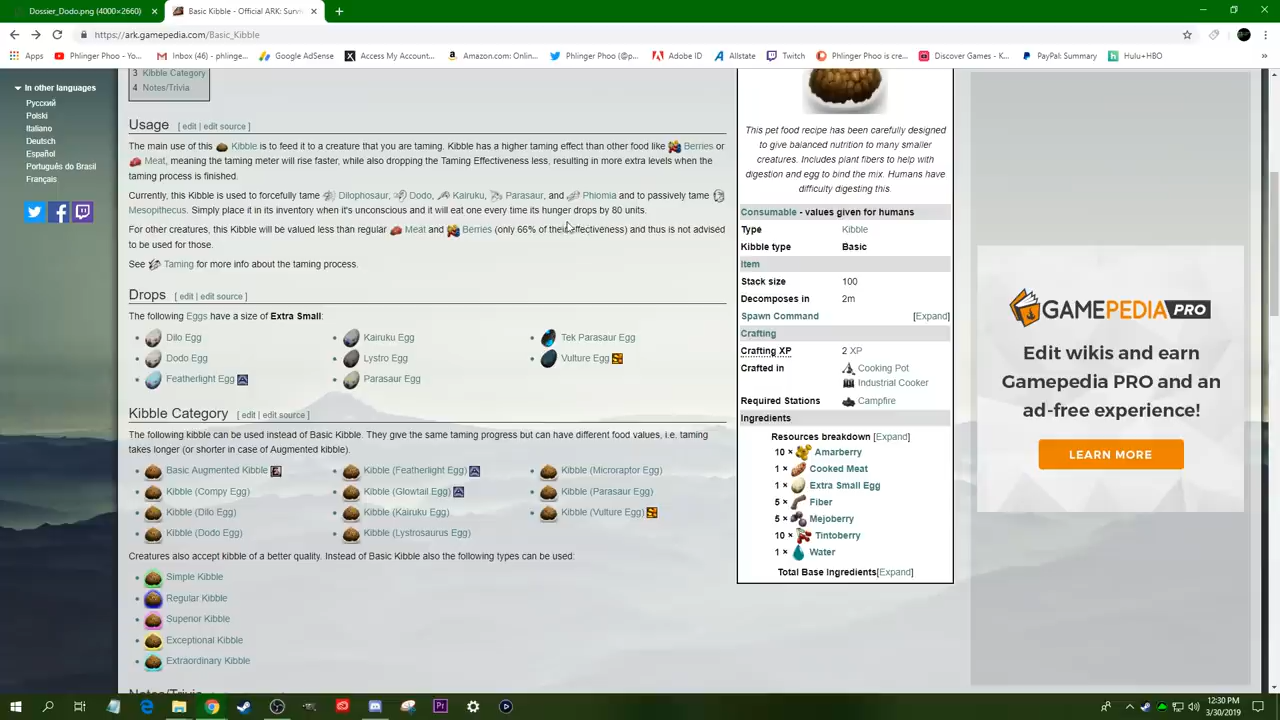 Dossier_Dodo.png (4000×2660)
Basic Kibble - Official ARK: Surv
https://ark.gamepedia.com/Basic_Kibble
Apps
Phlinger Phoo - Yo...
Inbox (46) - phlinge...
Google AdSense
Access My Account...
Amazon.com: Online...
Phlinger Phoo (@p...
Adobe ID
Allstate
Twitch
Phlinger Phoo is cre...
Discover Games - K...
PayPal: Summary
Hulu+HBO
»
In other languages
Русский
Polski
Italiano
Deutsch
Español
Português do Brasil
Français
3 Kibble Category
4 Notes/Trivia
Usage [ edit | edit source ]
The main use of this Kibble is to feed it to a creature that you are taming. Kibble has a higher taming effect than other food like Berries or
Meat, meaning the taming meter will rise faster, while also dropping the Taming Effectiveness less, resulting in more extra levels when the
taming process is finished.
Currently, this Kibble is used to forcefully tame Dilophosaur, Dodo, Kairuku, Parasaur, and Phiomia and to passively tame
Mesopithecus. Simply place it in its inventory when it's unconscious and it will eat one every time its hunger drops by 80 units.
For other creatures, this Kibble will be valued less than regular Meat and Berries (only 66% of their effectiveness) and thus is not advised
to be used for those.
See Taming for more info about the taming process.
Drops [ edit | edit source ]
The following Eggs have a size of Extra Small:
Dilo Egg
Dodo Egg
Featherlight Egg
Kairuku Egg
Lystro Egg
Parasaur Egg
Tek Parasaur Egg
Vulture Egg
Kibble Category [ edit | edit source ]
The following kibble can be used instead of Basic Kibble. They give the same taming progress but can have different food values, i.e. taming
takes longer (or shorter in case of Augmented kibble).
Basic Augmented Kibble
Kibble (Compy Egg)
Kibble (Dilo Egg)
Kibble (Dodo Egg)
Kibble (Featherlight Egg)
Kibble (Glowtail Egg)
Kibble (Kairuku Egg)
Kibble (Lystrosaurus Egg)
Kibble (Microraptor Egg)
Kibble (Parasaur Egg)
Kibble (Vulture Egg)
Creatures also accept kibble of a better quality. Instead of Basic Kibble also the following types can be used:
Simple Kibble
Regular Kibble
Superior Kibble
Exceptional Kibble
Extraordinary Kibble
Notes/Trivia
This pet food recipe has been carefully designed
to give balanced nutrition to many smaller
creatures. Includes plant fibers to help with
digestion and egg to bind the mix. Humans have
difficulty digesting this.
Consumable - values given for humans
Type Kibble
Kibble type Basic
Item
Stack size 100
Decomposes in 2m
Spawn Command [Expand]
Crafting
Crafting XP 2 XP
Crafted in Cooking Pot
Industrial Cooker
Required Stations Campfire
Ingredients
Resources breakdown [Expand]
10 × Amarberry
1 × Cooked Meat
1 × Extra Small Egg
5 × Fiber
5 × Mejoberry
10 × Tintoberry
1 × Water
Total Base Ingredients[Expand]
GAMEPEDIA PRO
Edit wikis and earn
Gamepedia PRO and an
ad-free experience!
LEARN MORE
12:30 PM
3/30/2019